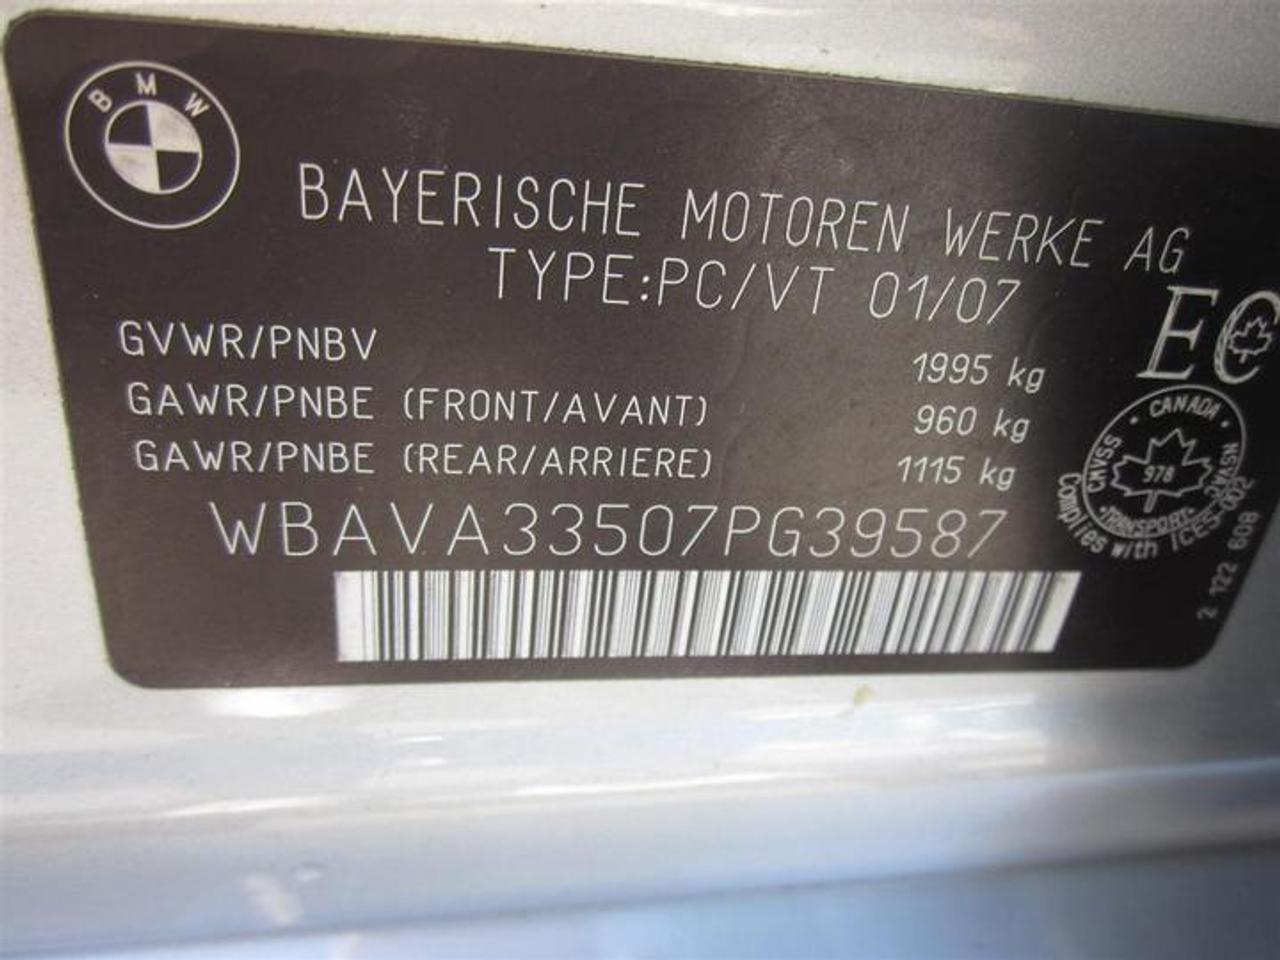 BMW
BAYERISCHE MOTOREN WERKE AG
TYPE:PC/VT 01/07
EC
GVWR/PNBV 1995 kg
GAWR/PNBE (FRONT/AVANT) 960 kg
GAWR/PNBE (REAR/ARRIERE) 1115 kg
WBAVA33507PG39587
CANADA
CMVSS
NSVAC
978
TRANSPORT
Complies with ICES-002
2 122 608